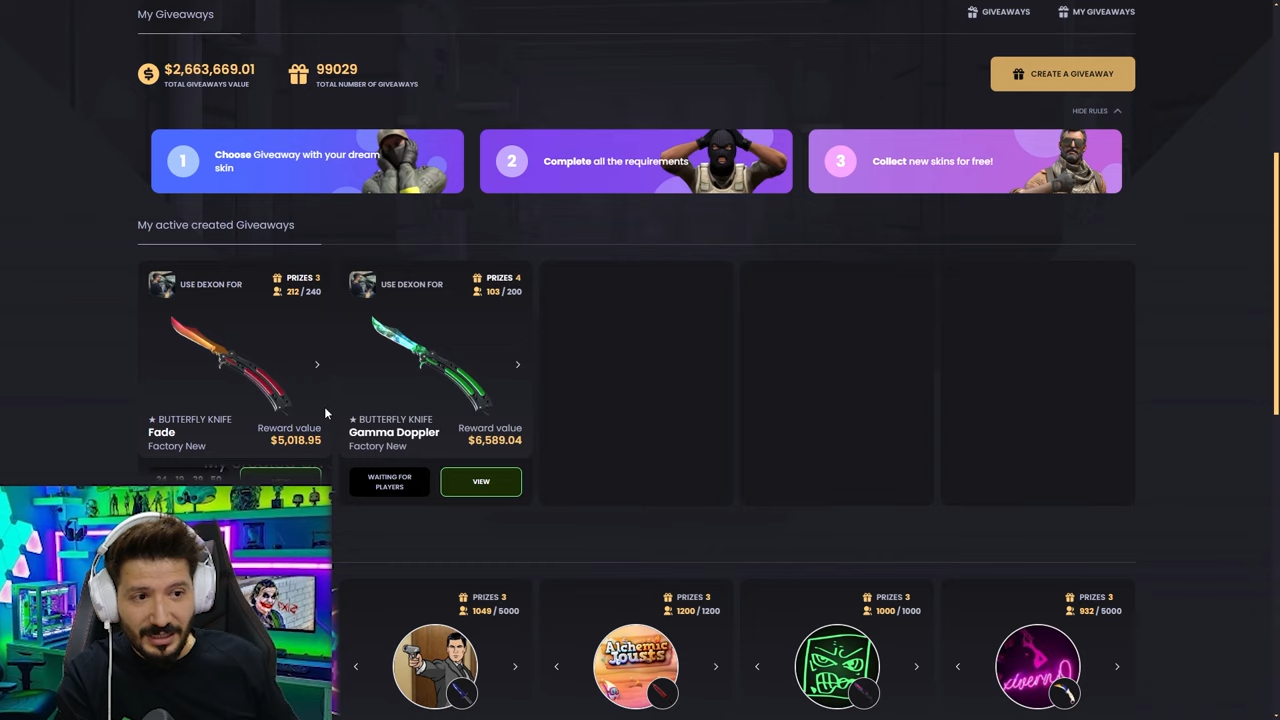 My Giveaways
GIVEAWAYS
MY GIVEAWAYS
$2,663,669.01
TOTAL GIVEAWAYS VALUE
99029
TOTAL NUMBER OF GIVEAWAYS
CREATE A GIVEAWAY
HIDE RULES
1
Choose Giveaway with your dream
skin
2
Complete all the requirements
3
Collect new skins for free!
My active created Giveaways
USE DEXON FOR
PRIZES 3
212 / 240
★ BUTTERFLY KNIFE
Fade
Factory New
Reward value
$5,018.95
USE DEXON FOR
PRIZES 4
103 / 200
★ BUTTERFLY KNIFE
Gamma Doppler
Factory New
Reward value
$6,589.04
WAITING FOR
PLAYERS
VIEW
PRIZES 3
1049 / 5000
PRIZES 3
1200 / 1200
Alchemic
Jousts
PRIZES 3
1000 / 1000
PRIZES 3
932 / 5000